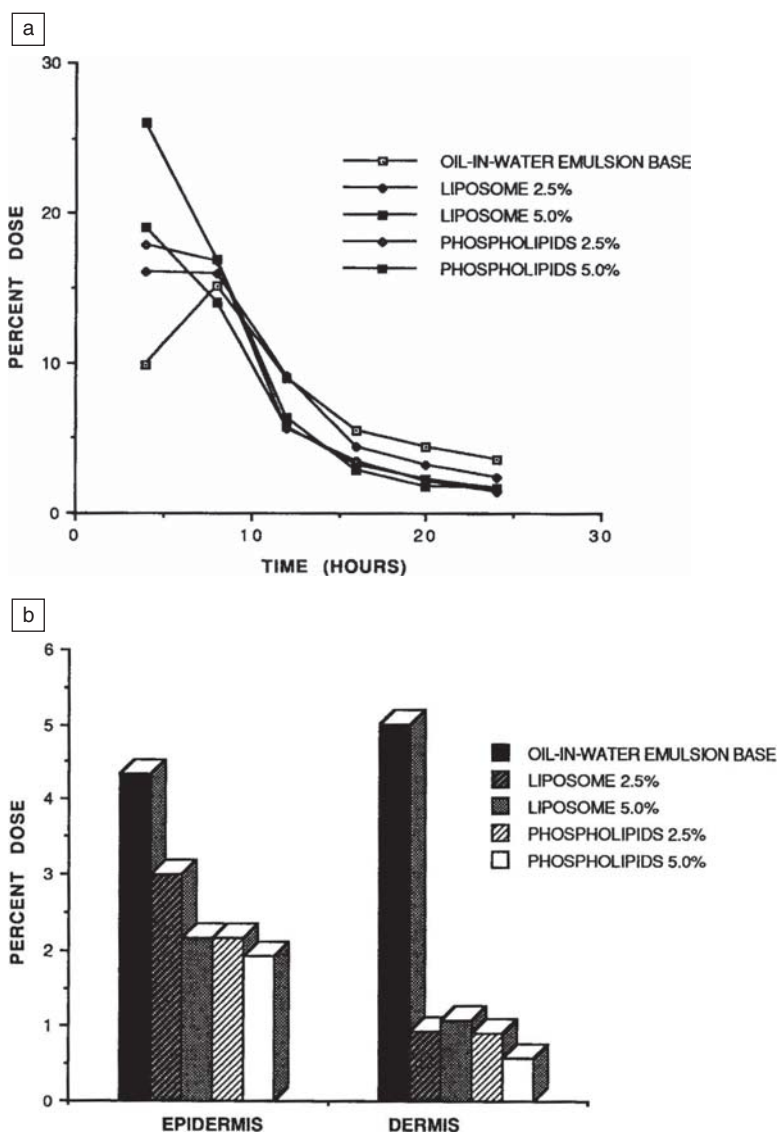 a
30
20
10
0
PERCENT DOSE
0
10
20
30
TIME (HOURS)
OIL-IN-WATER EMULSION BASE
LIPOSOME 2.5%
LIPOSOME 5.0%
PHOSPHOLIPIDS 2.5%
PHOSPHOLIPIDS 5.0%
b
6
5
4
3
2
1
0
PERCENT DOSE
EPIDERMIS
DERMIS
OIL-IN-WATER EMULSION BASE
LIPOSOME 2.5%
LIPOSOME 5.0%
PHOSPHOLIPIDS 2.5%
PHOSPHOLIPIDS 5.0%